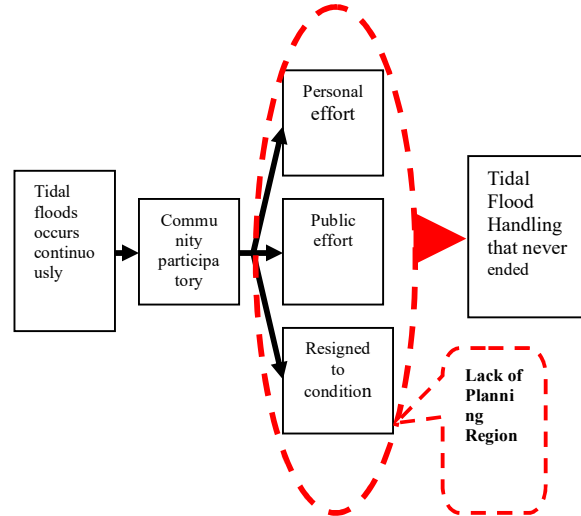 Tidal
floods
occurs
continuo
usly
Commu
nity
participa
tory
Personal
effort
Public
effort
Resigned
to
condition
Tidal
Flood
Handling
that never
ended
Lack of
Planni
ng
Region